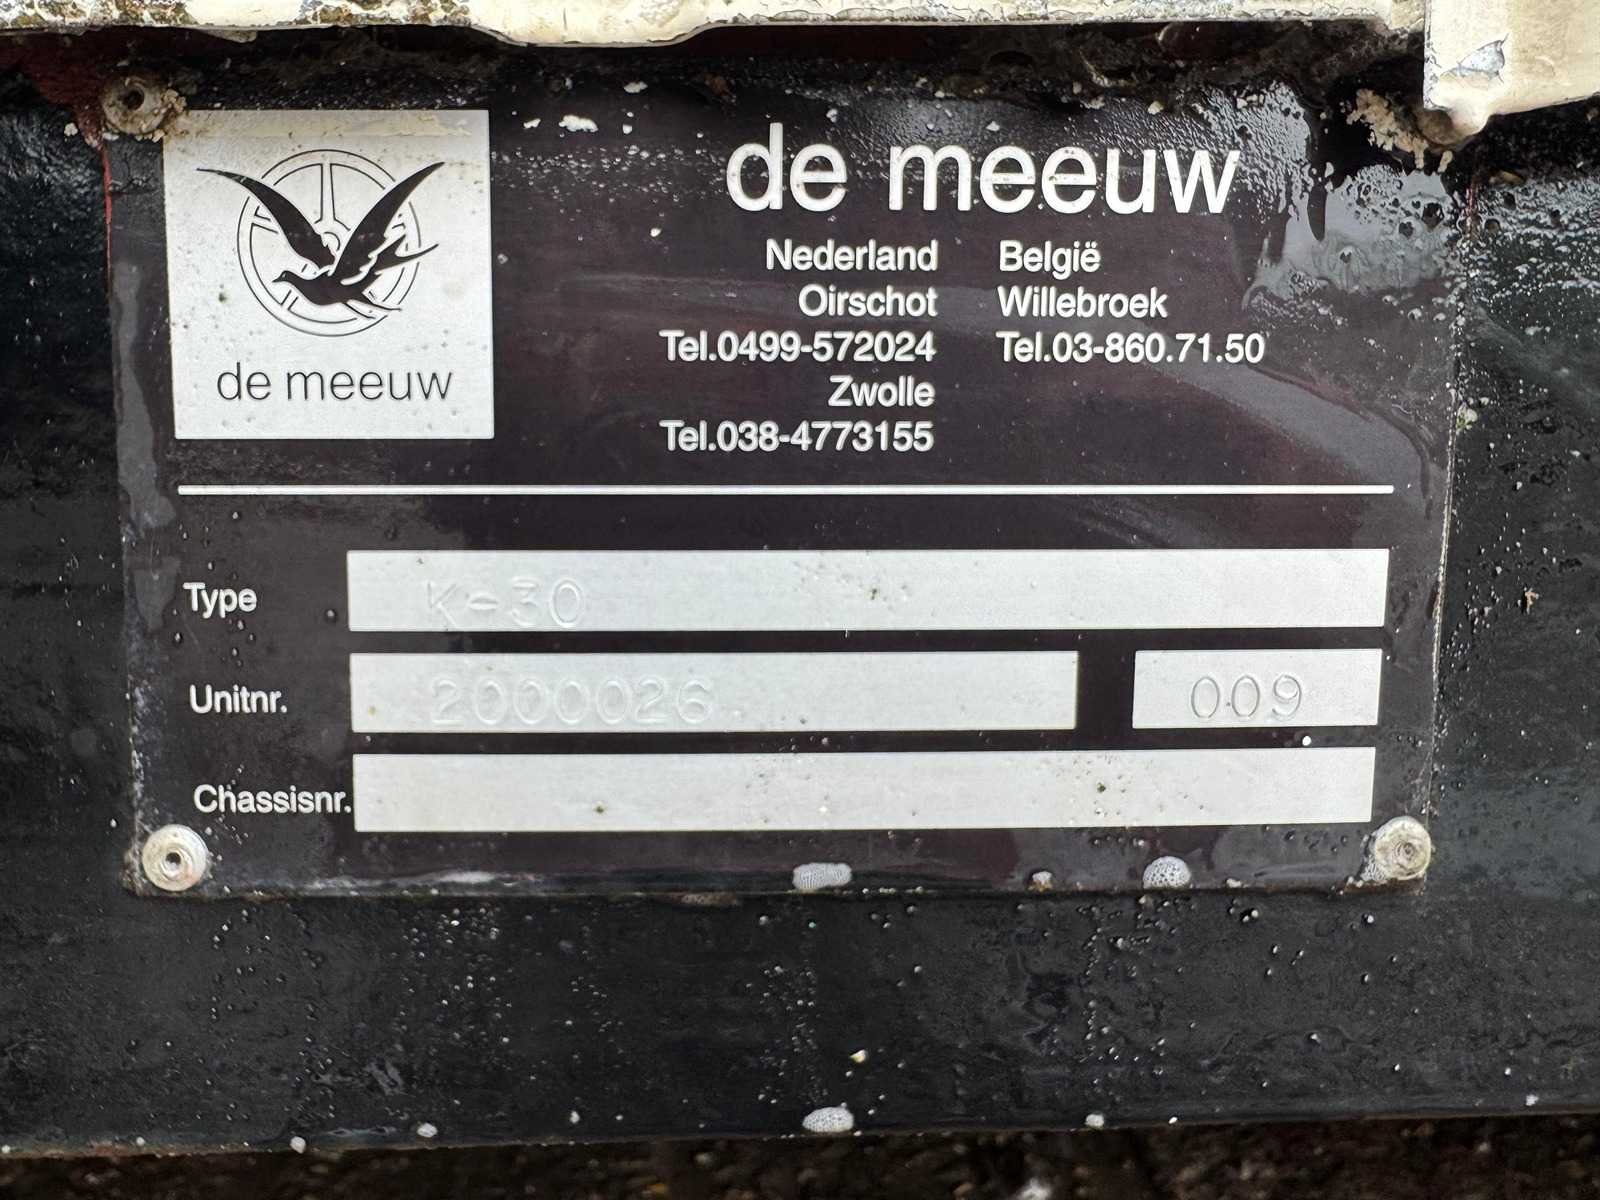 de meeuw
de meeuw
Nederland
Oirschot
Tel.0499-572024
Zwolle
Tel.038-4773155
België
Willebroek
Tel.03-860.71.50
Type K-30
Unitnr. 2000026 009
Chassisnr.